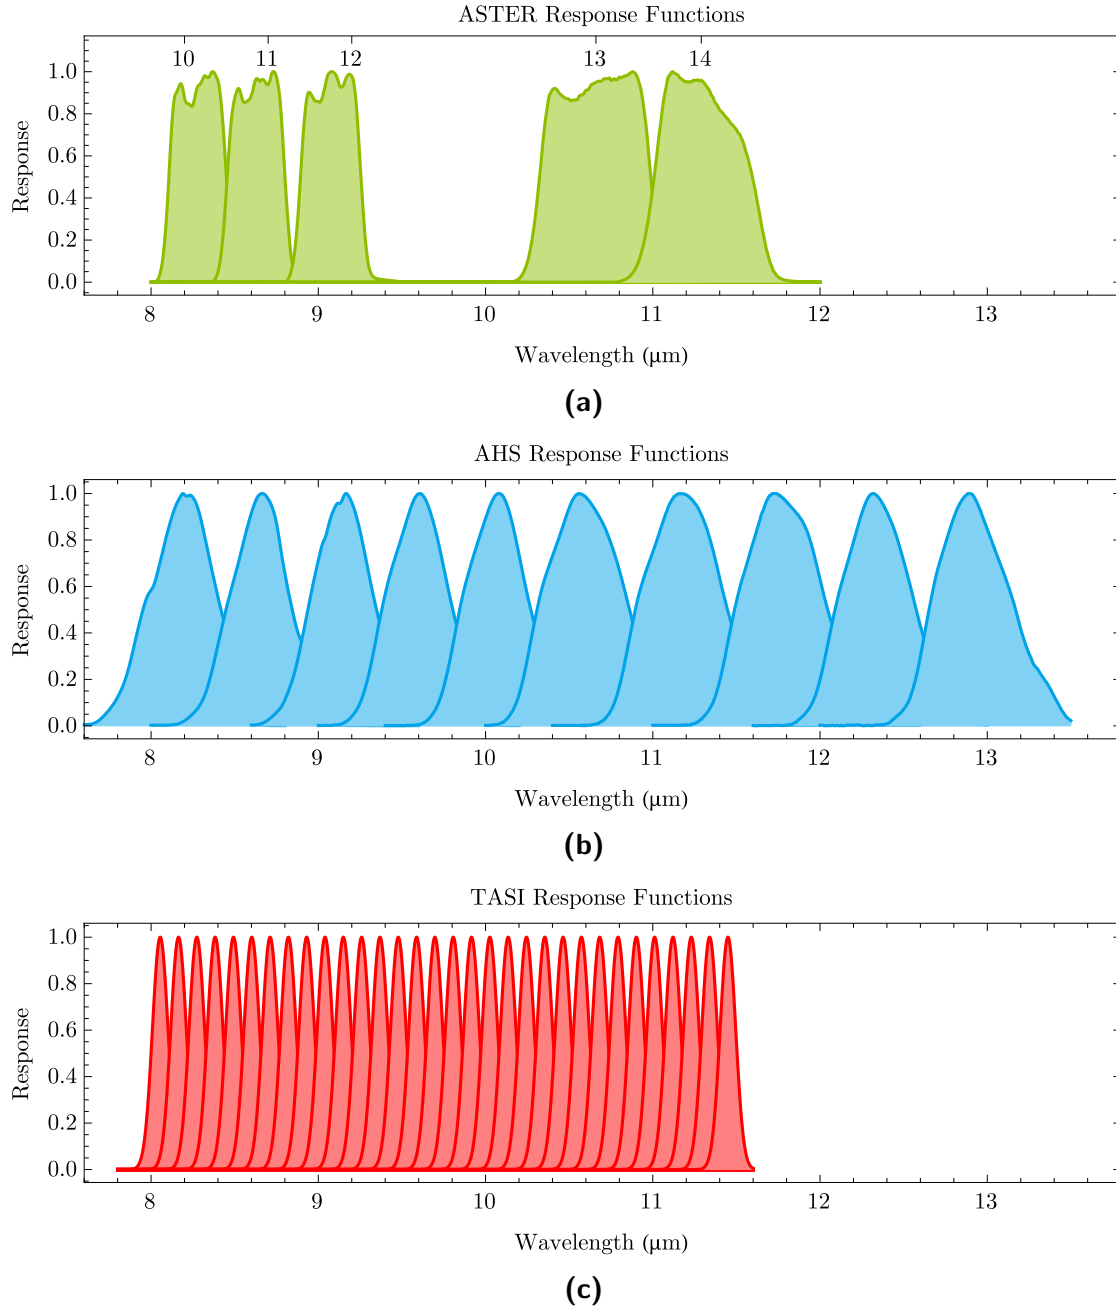 ASTER Response Functions
10 11 12 13 14
1.0
0.8
0.6
0.4
0.2
0.0
Response
8 9 10 11 12 13
Wavelength (μm)
(a)
AHS Response Functions
1.0
0.8
0.6
0.4
0.2
0.0
Response
8 9 10 11 12 13
Wavelength (μm)
(b)
TASI Response Functions
1.0
0.8
0.6
0.4
0.2
0.0
Response
8 9 10 11 12 13
Wavelength (μm)
(c)